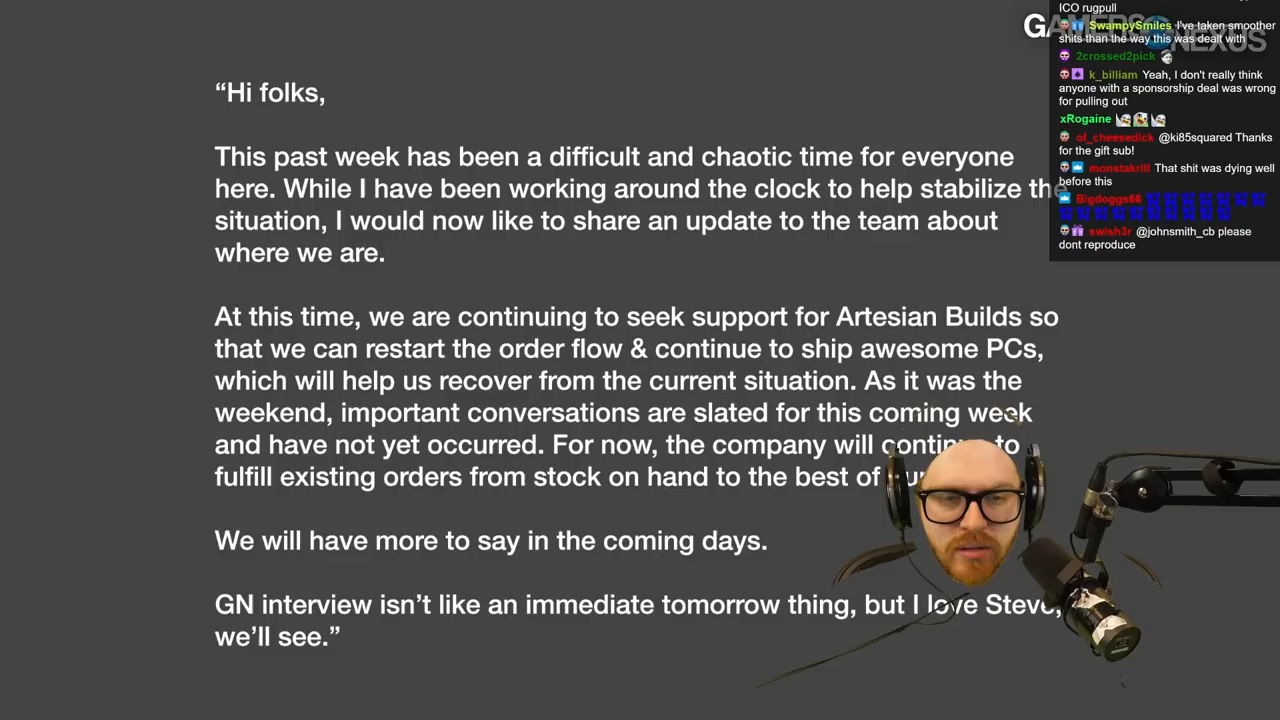 “Hi folks,
This past week has been a difficult and chaotic time for everyone
here. While I have been working around the clock to help stabilize the
situation, I would now like to share an update to the team about
where we are.
At this time, we are continuing to seek support for Artesian Builds so
that we can restart the order flow & continue to ship awesome PCs,
which will help us recover from the current situation. As it was the
weekend, important conversations are slated for this coming week
and have not yet occurred. For now, the company will continue to
fulfill existing orders from stock on hand to the best of
We will have more to say in the coming days.
GN interview isn’t like an immediate tomorrow thing, but I love Steve,
we’ll see.”
GAMERS
NEXUS
ICO rugpull
SwampySmiles I've taken smoother
shits than the way this was dealt with
2crossed2pick
k_billiam Yeah, I don't really think
anyone with a sponsorship deal was wrong
for pulling out
xRogaine
ol_cheesedick @ki85squared Thanks
for the gift sub!
monstakrill That shit was dying well
before this
Bigdoggs68
swish3r @johnsmith_cb please
dont reproduce